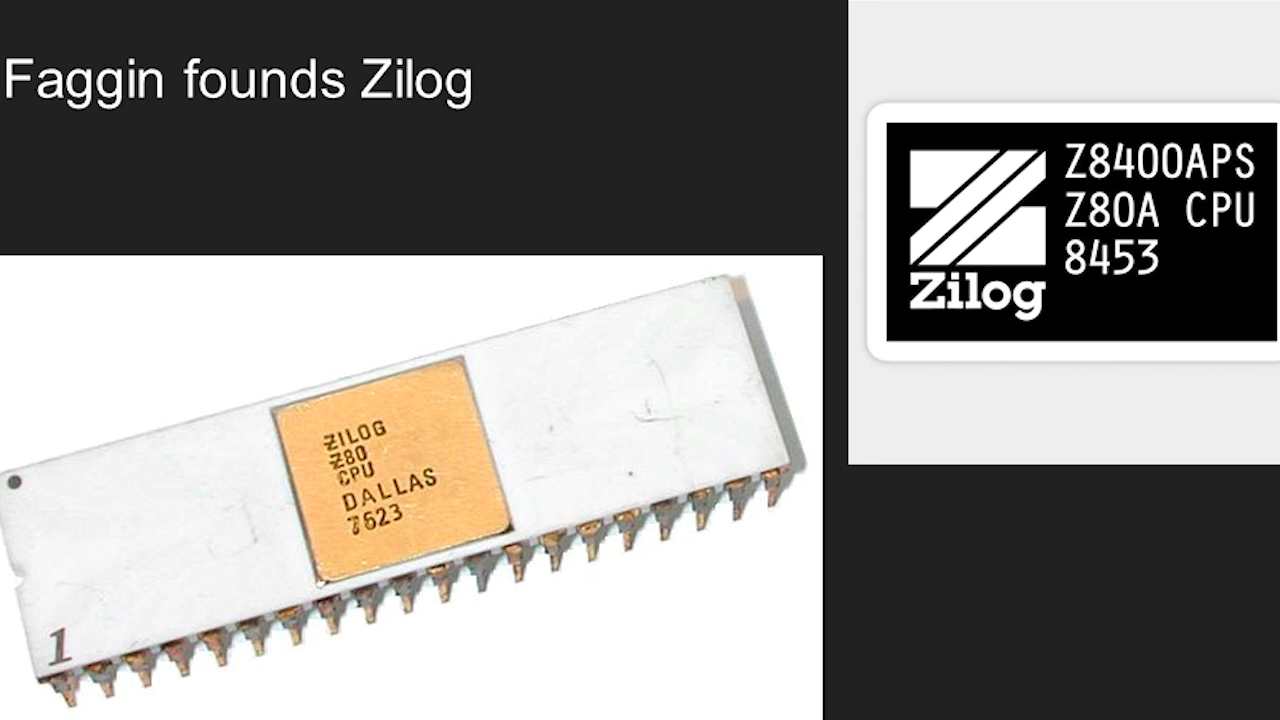 Faggin founds Zilog
Z8400APS
Z80A CPU
8453
Zilog
ZILOG
Z80
CPU
DALLAS
7623
1